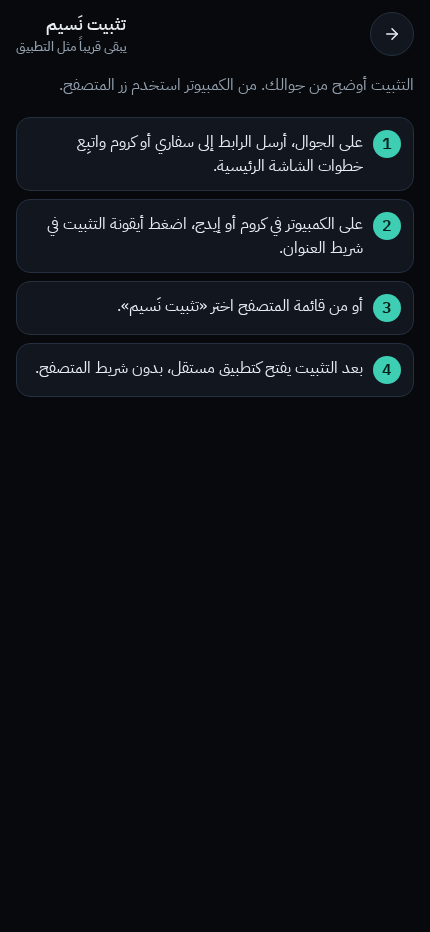 تثبيت نَسيم
يبقى قريباً مثل التطبيق
التثبيت أوضح من جوالك. من الكمبيوتر استخدم زر المتصفح.
1 على الجوال، أرسل الرابط إلى سفاري أو كروم واتبِع
خطوات الشاشة الرئيسية.
2 على الكمبيوتر في كروم أو إيدج، اضغط أيقونة التثبيت في
شريط العنوان.
3 أو من قائمة المتصفح اختر «تثبيت نَسيم».
4 بعد التثبيت يفتح كتطبيق مستقل، بدون شريط المتصفح.